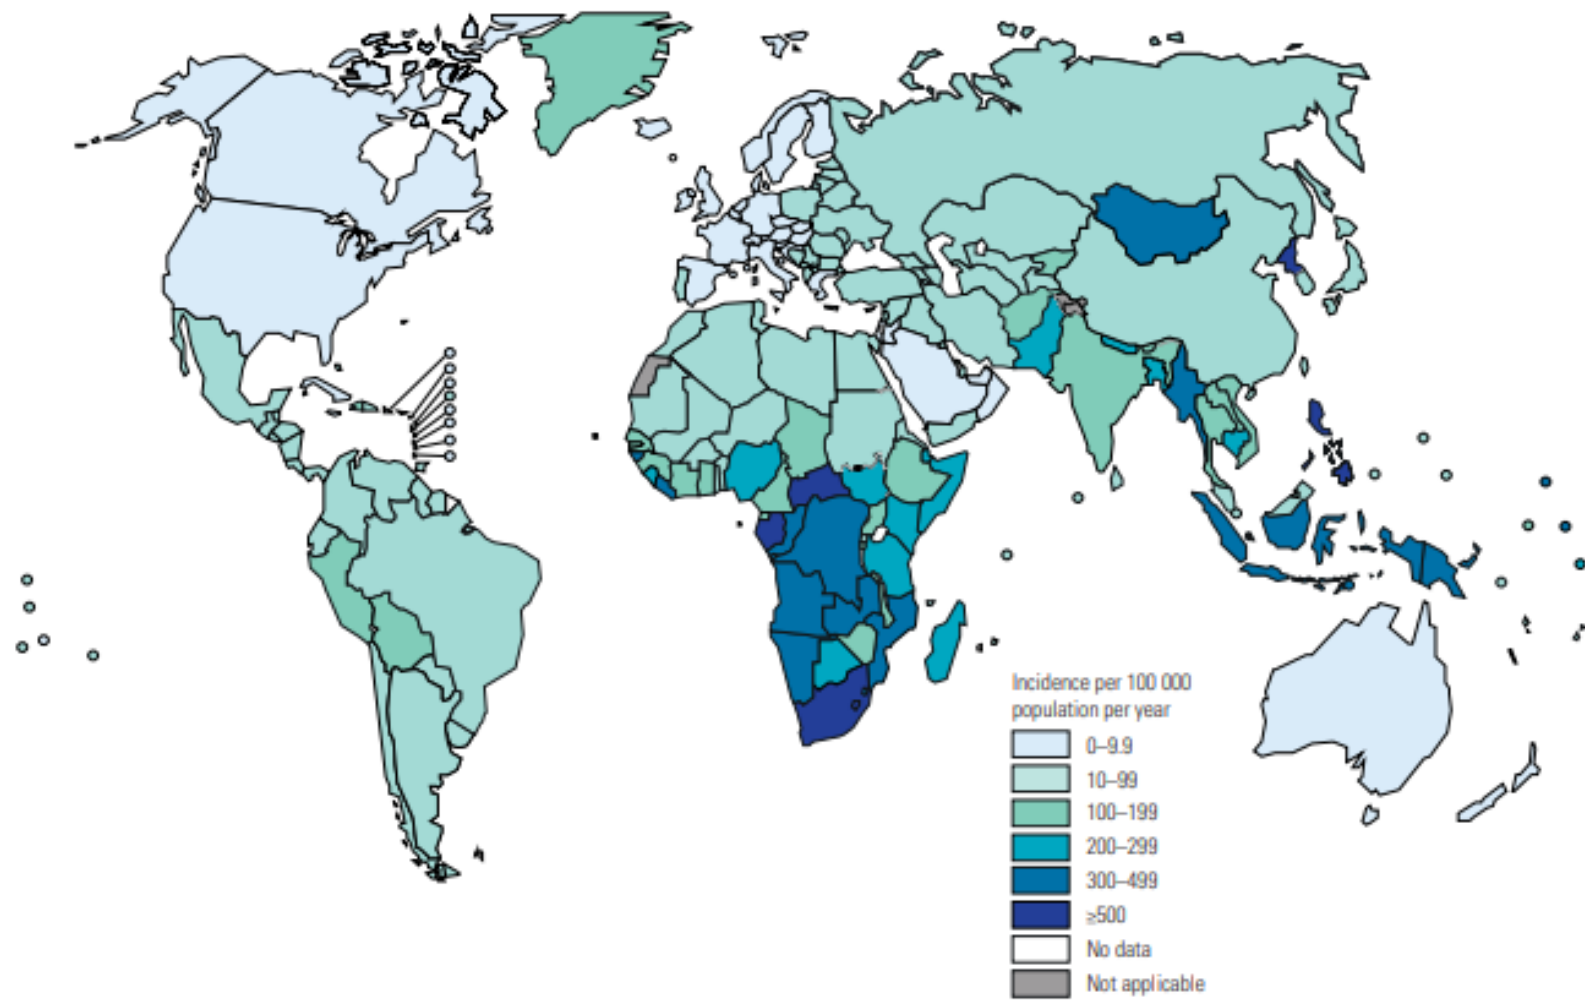 Incidence per 100 000
population per year
0–9.9
10–99
100–199
200–299
300–499
≥500
No data
Not applicable